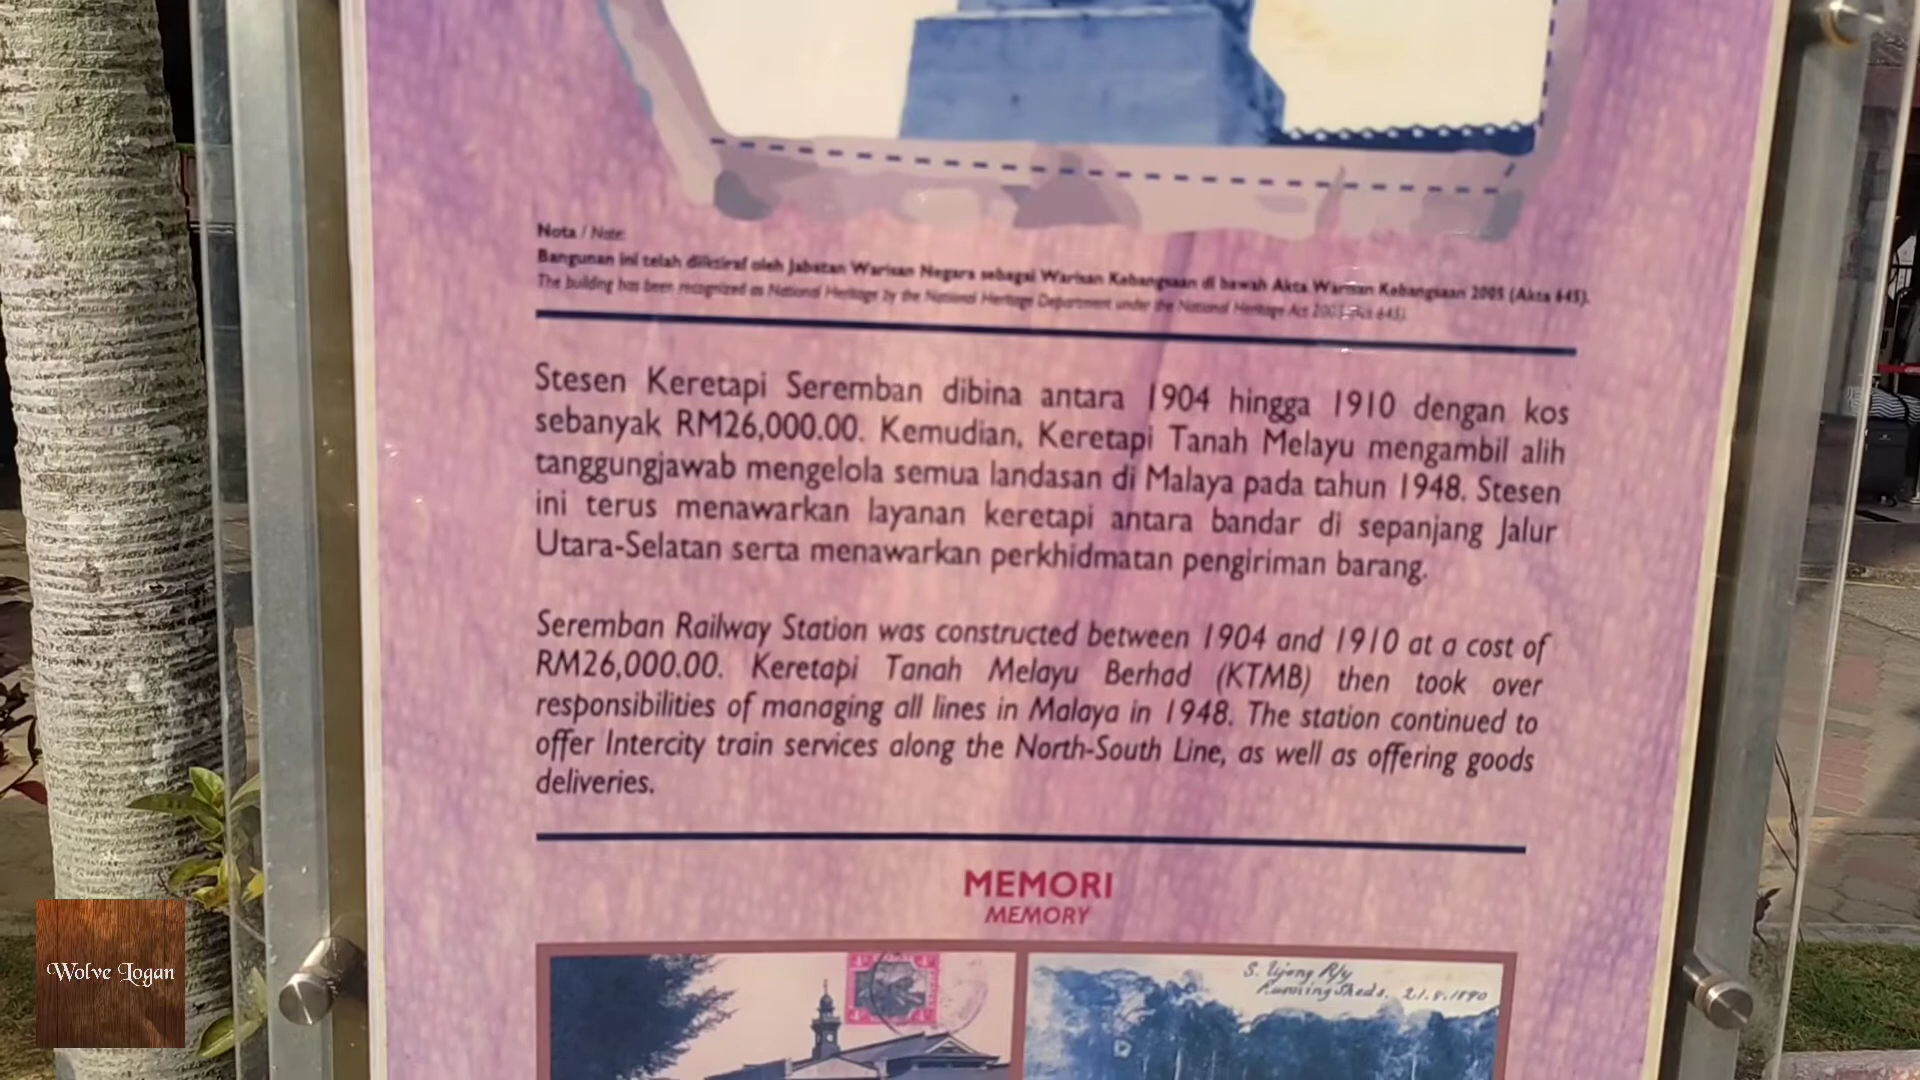 Nota / Note:
Bangunan ini telah diiktiraf oleh Jabatan Warisan Negara sebagai Warisan Kebangsaan di bawah Akta Warisan Kebangsaan 2005 (Akta 645).
The building has been recognized as National Heritage by the National Heritage Department under the National Heritage Act 2005 (Act 645).
Stesen Keretapi Seremban dibina antara 1904 hingga 1910 dengan kos
sebanyak RM26,000.00. Kemudian, Keretapi Tanah Melayu mengambil alih
tanggungjawab mengelola semua landasan di Malaya pada tahun 1948. Stesen
ini terus menawarkan layanan keretapi antara bandar di sepanjang Jalur
Utara-Selatan serta menawarkan perkhidmatan pengiriman barang.
Seremban Railway Station was constructed between 1904 and 1910 at a cost of
RM26,000.00. Keretapi Tanah Melayu Berhad (KTMB) then took over
responsibilities of managing all lines in Malaya in 1948. The station continued to
offer Intercity train services along the North-South Line, as well as offering goods
deliveries.
MEMORI
MEMORY
S. Ujong R/y
Running Sheds. 21.8.1890
Wolve Logan